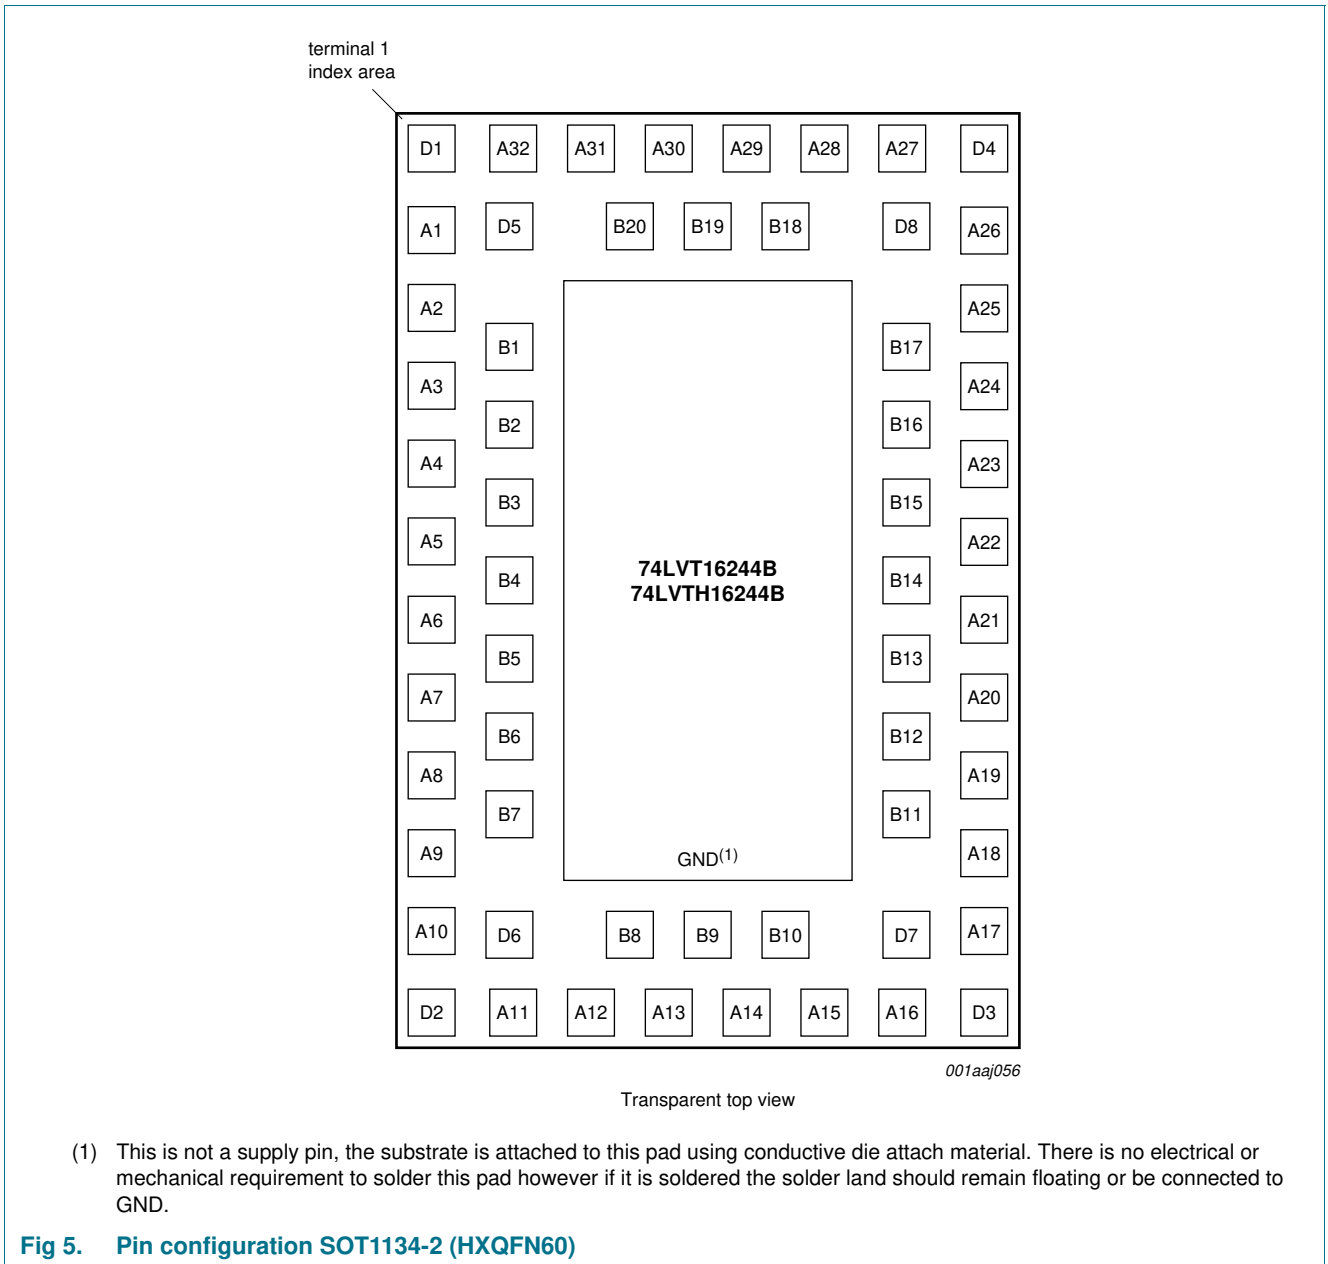 terminal 1
index area
D1 A32 A31 A30 A29 A28 A27 D4
A1 D5 B20 B19 B18 D8 A26
A2 A25
B1 B17
A3 A24
B2 B16
A4 A23
B3 B15
A5 A22
74LVT16244B
B4 B14
74LVTH16244B
A6 A21
B5 B13
A7 A20
B6 B12
A8 A19
B7 B11
A9 GND(1) A18
A10 D6 B8 B9 B10 D7 A17
D2 A11 A12 A13 A14 A15 A16 D3
001aaj056
Transparent top view
(1) This is not a supply pin, the substrate is attached to this pad using conductive die attach material. There is no electrical or
mechanical requirement to solder this pad however if it is soldered the solder land should remain floating or be connected to
GND.
Fig 5. Pin configuration SOT1134-2 (HXQFN60)